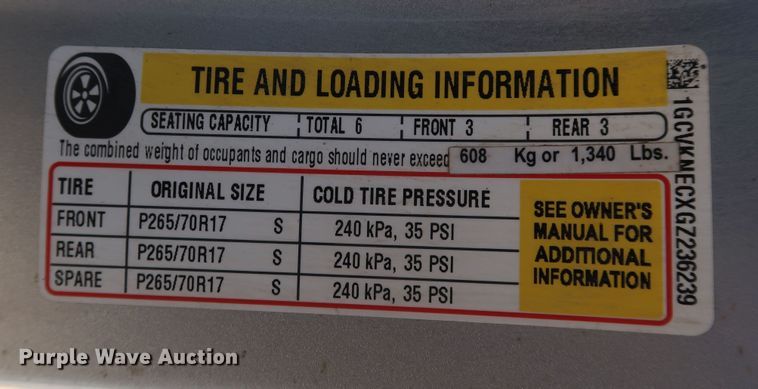 TIRE AND LOADING INFORMATION
SEATING CAPACITY TOTAL 6 FRONT 3 REAR 3
The combined weight of occupants and cargo should never exceed 608 Kg or 1,340 Lbs.
TIRE ORIGINAL SIZE COLD TIRE PRESSURE
FRONT P265/70R17 S 240 kPa, 35 PSI
REAR P265/70R17 S 240 kPa, 35 PSI
SPARE P265/70R17 S 240 kPa, 35 PSI
SEE OWNER'S
MANUAL FOR
ADDITIONAL
INFORMATION
1GCVKNECXGZ236239
Purple Wave Auction